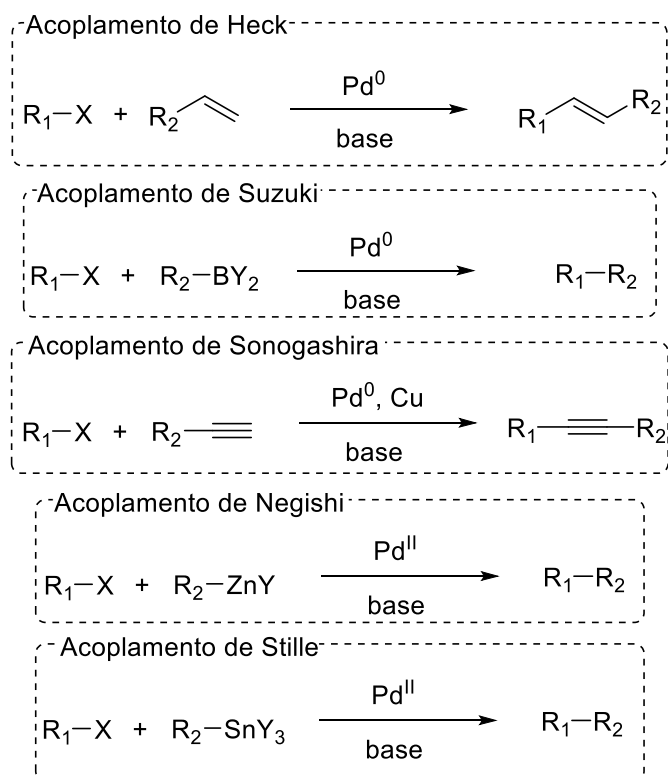 Acoplamento de Heck
R₁–X + R₂ Pd⁰ base R₁ R₂
Acoplamento de Suzuki
R₁–X + R₂–BY₂ Pd⁰ base R₁–R₂
Acoplamento de Sonogashira
R₁–X + R₂ Pd⁰, Cu base R₁ R₂
Acoplamento de Negishi
R₁–X + R₂–ZnY Pdᴵᴵ base R₁–R₂
Acoplamento de Stille
R₁–X + R₂–SnY₃ Pdᴵᴵ base R₁–R₂